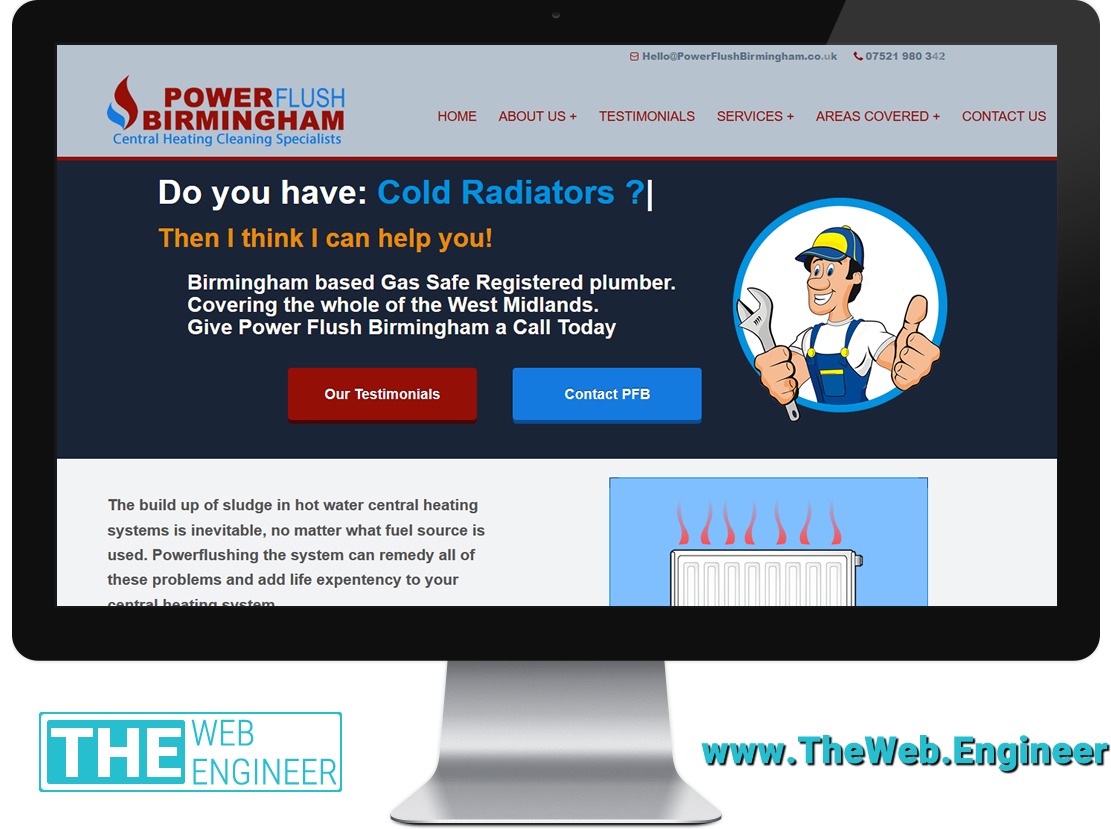 Hello@PowerFlushBirmingham.co.uk 07521 980 342
POWERFLUSH
BIRMINGHAM
Central Heating Cleaning Specialists
HOME ABOUT US + TESTIMONIALS SERVICES + AREAS COVERED + CONTACT US
Do you have: Cold Radiators ?|
Then I think I can help you!
Birmingham based Gas Safe Registered plumber.
Covering the whole of the West Midlands.
Give Power Flush Birmingham a Call Today
Our Testimonials Contact PFB
The build up of sludge in hot water central heating
systems is inevitable, no matter what fuel source is
used. Powerflushing the system can remedy all of
these problems and add life expentency to your
central heating system
THE WEB
ENGINEER
www.TheWeb.Engineer